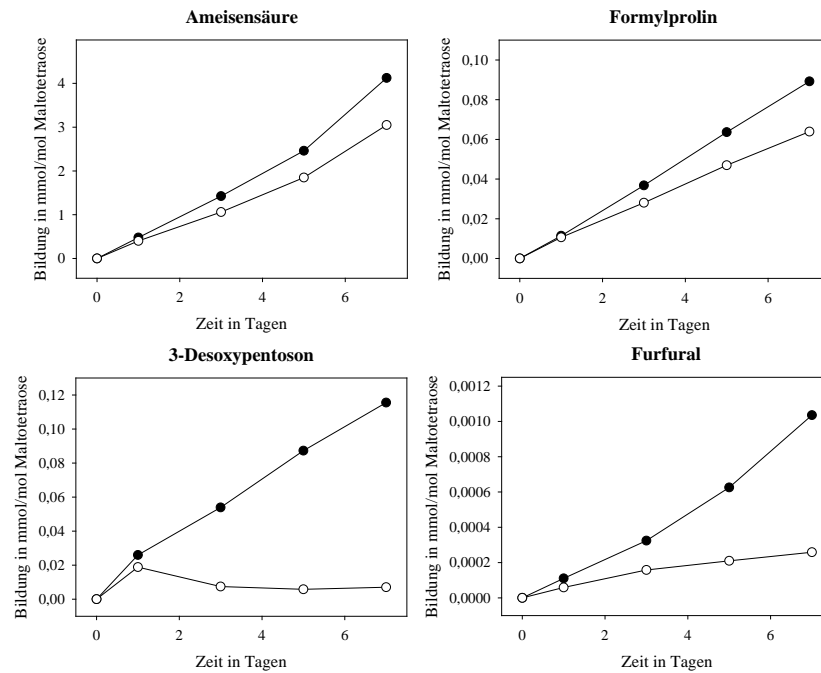 Ameisensäure
Bildung in mmol/mol Maltotetraose
4
3
2
1
0
0 2 4 6
Zeit in Tagen
Formylprolin
Bildung in mmol/mol Maltotetraose
0,10
0,08
0,06
0,04
0,02
0,00
0 2 4 6
Zeit in Tagen
3-Desoxypentoson
Bildung in mmol/mol Maltotetraose
0,12
0,10
0,08
0,06
0,04
0,02
0,00
0 2 4 6
Zeit in Tagen
Furfural
Bildung in mmol/mol Maltotetraose
0,0012
0,0010
0,0008
0,0006
0,0004
0,0002
0,0000
0 2 4 6
Zeit in Tagen